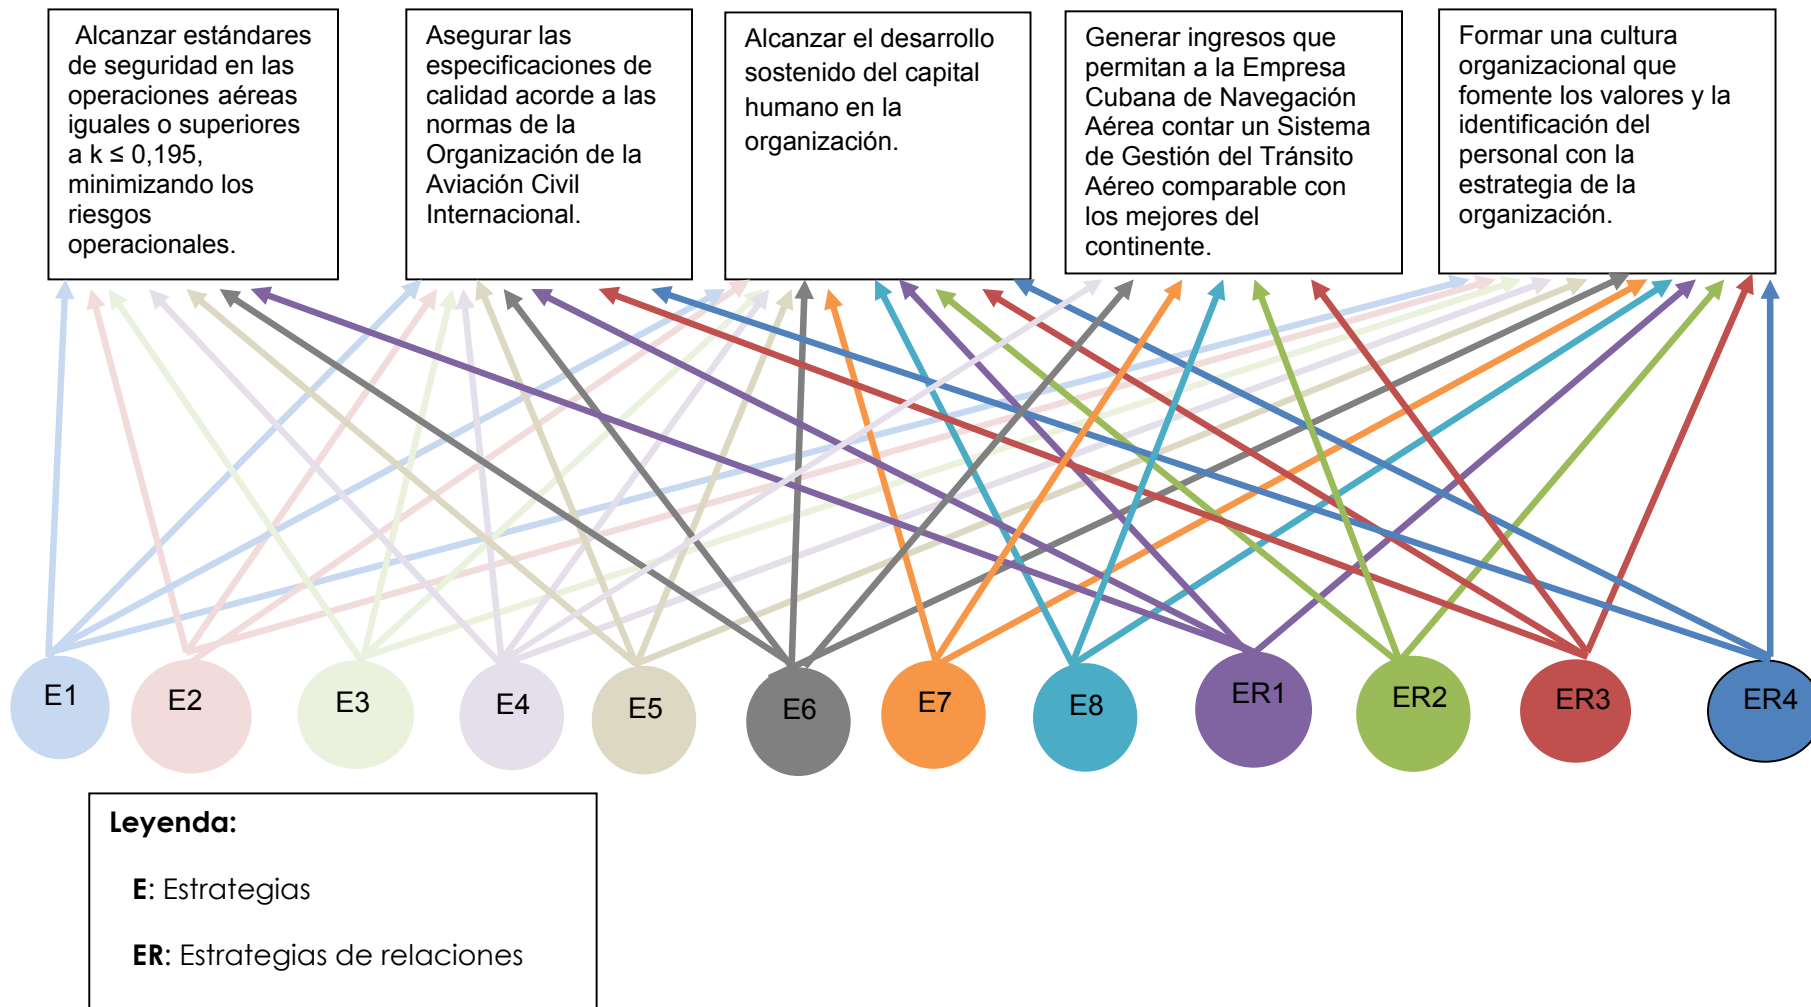 Alcanzar estándares
de seguridad en las
operaciones aéreas
iguales o superiores
a k ≤ 0,195,
minimizando los
riesgos
operacionales.
Asegurar las
especificaciones de
calidad acorde a las
normas de la
Organización de la
Aviación Civil
Internacional.
Alcanzar el desarrollo
sostenido del capital
humano en la
organización.
Generar ingresos que
permitan a la Empresa
Cubana de Navegación
Aérea contar un Sistema
de Gestión del Tránsito
Aéreo comparable con
los mejores del
continente.
Formar una cultura
organizacional que
fomente los valores y la
identificación del
personal con la
estrategia de la
organización.
E1
E2
E3
E4
E5
E6
E7
E8
ER1
ER2
ER3
ER4
Leyenda:
E: Estrategias
ER: Estrategias de relaciones